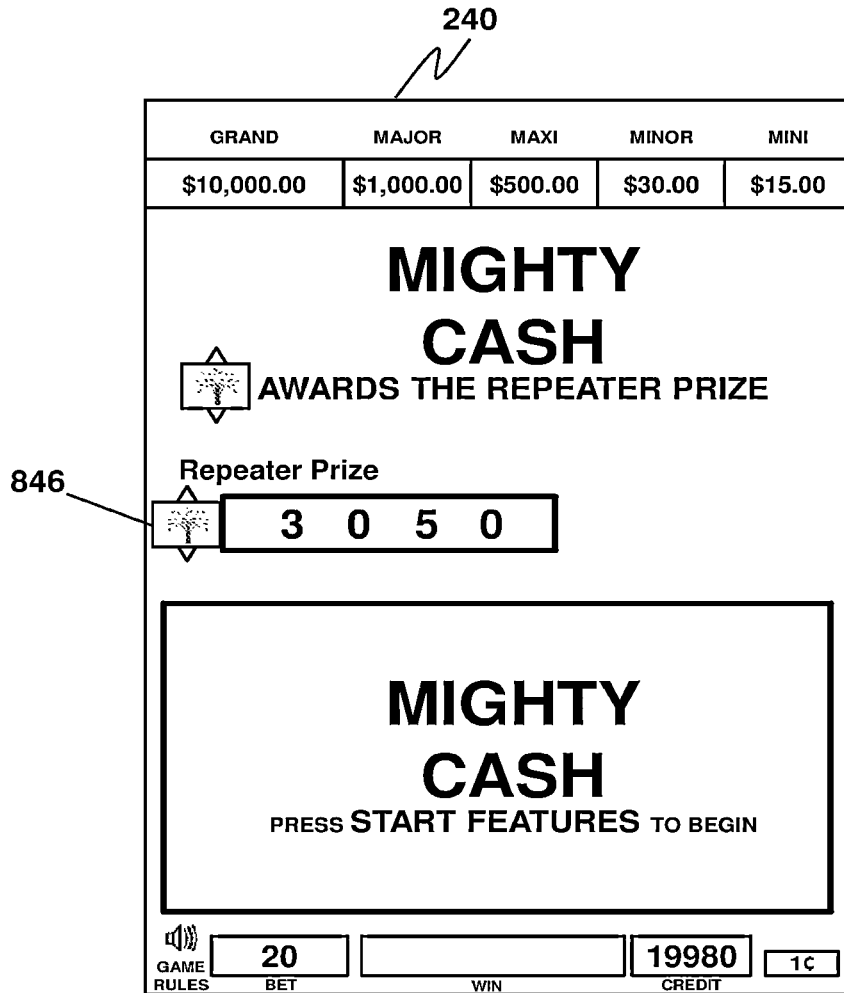 240
GRAND MAJOR MAXI MINOR MINI
$10,000.00 $1,000.00 $500.00 $30.00 $15.00
MIGHTY
CASH
AWARDS THE REPEATER PRIZE
Repeater Prize
846
3 0 5 0
MIGHTY
CASH
PRESS START FEATURES TO BEGIN
GAME RULES
20
BET
WIN
19980
CREDIT
1¢